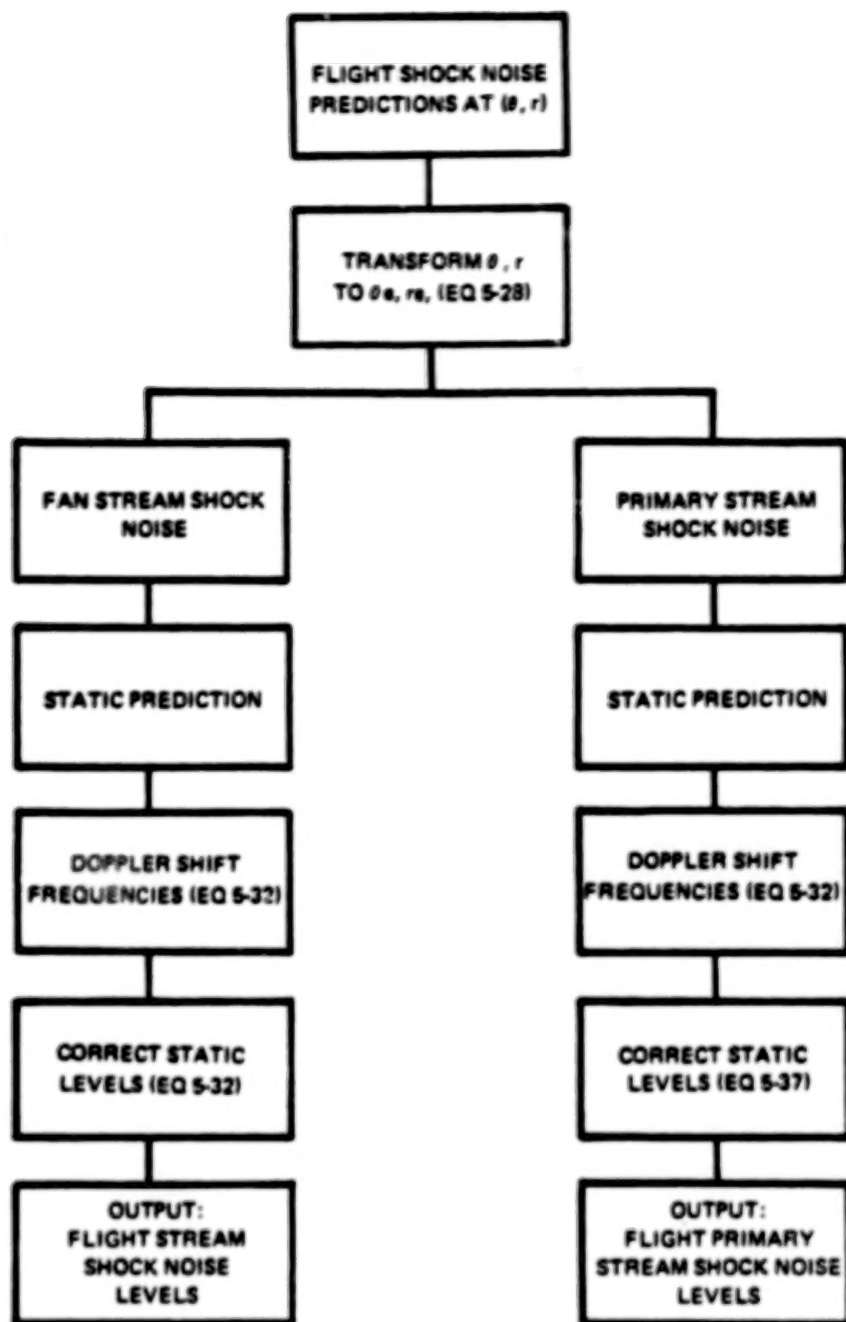 FLIGHT SHOCK NOISE
PREDICTIONS AT (θ, r)
TRANSFORM θ, r
TO θe, re, (EQ 5-28)
FAN STREAM SHOCK
NOISE
STATIC PREDICTION
DOPPLER SHIFT
FREQUENCIES (EQ 5-32)
CORRECT STATIC
LEVELS (EQ 5-32)
OUTPUT:
FLIGHT STREAM
SHOCK NOISE
LEVELS
PRIMARY STREAM
SHOCK NOISE
STATIC PREDICTION
DOPPLER SHIFT
FREQUENCIES (EQ 5-32)
CORRECT STATIC
LEVELS (EQ 5-37)
OUTPUT:
FLIGHT PRIMARY
STREAM SHOCK NOISE
LEVELS